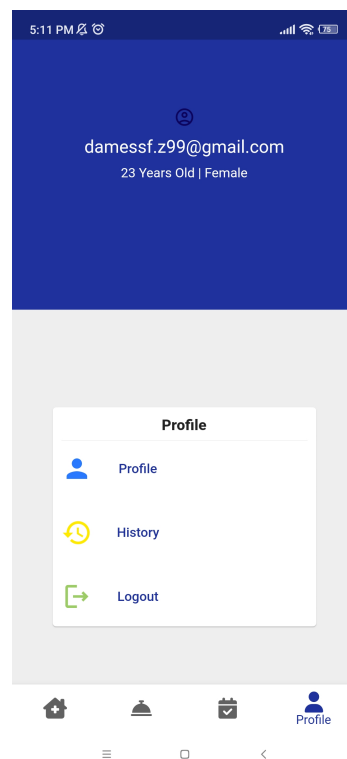 5:11 PM
75
damessf.z99@gmail.com
23 Years Old | Female
Profile
Profile
History
Logout
Profile